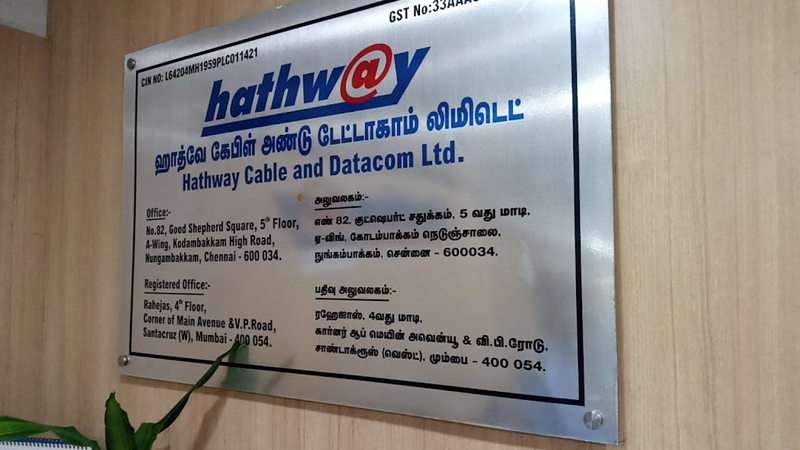 CIN NO: L64204MH1959PLC011421
GST No:33AAAC
hathw@y
ஹாத்வே கேபிள் அண்டு டேட்டாகாம் லிமிடெட்
Hathway Cable and Datacom Ltd.
Office:-
No.82, Good Shepherd Square, 5th Floor,
A-Wing, Kodambakkam High Road,
Nungambakkam, Chennai - 600 034.
Registered Office:-
Rahejas, 4th Floor,
Corner of Main Avenue &V.P.Road,
Santacruz (W), Mumbai - 400 054.
அலுவலகம்:-
எண் 82, குட்ஷெபர்ட் சதுக்கம், 5 வது மாடி,
ஏ-விங், கோடம்பாக்கம் நெடுஞ்சாலை,
நுங்கம்பாக்கம், சென்னை - 600034.
பதிவு அலுவலகம்:-
ரஹேஜாஸ், 4வது மாடி,
கார்னர் ஆப் மெயின் அவென்யூ & வி.பி.ரோடு,
சாண்டாக்ரூஸ் (வெஸ்ட்), மும்பை - 400 054.